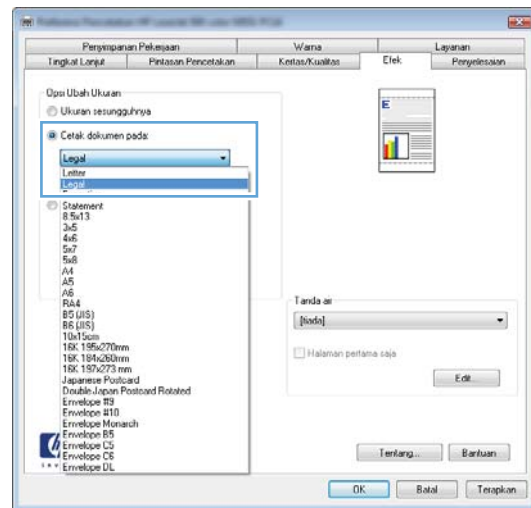 Penyimpanan Pekerjaan Warna Layanan
Tingkat Lanjut Pintasan Pencetakan Kertas/Kualitas Efek Penyelesaian
Opsi Ubah Ukuran
Ukuran sesungguhnya
Cetak dokumen pada:
Legal
Letter
Legal
Statement
8.5x13
3x5
4x6
5x7
5x8
A4
A5
A6
RA4
B5 (JIS)
B6 (JIS)
10x15cm
16K 195x270mm
16K 184x260mm
16K 197x273 mm
Japanese Postcard
Double Japan Postcard Rotated
Envelope #9
Envelope #10
Envelope Monarch
Envelope B5
Envelope C5
Envelope C6
Envelope DL
E
Tanda air
[tiada]
Halaman pertama saja
Edit...
Tentang... Bantuan
OK Batal Terapkan